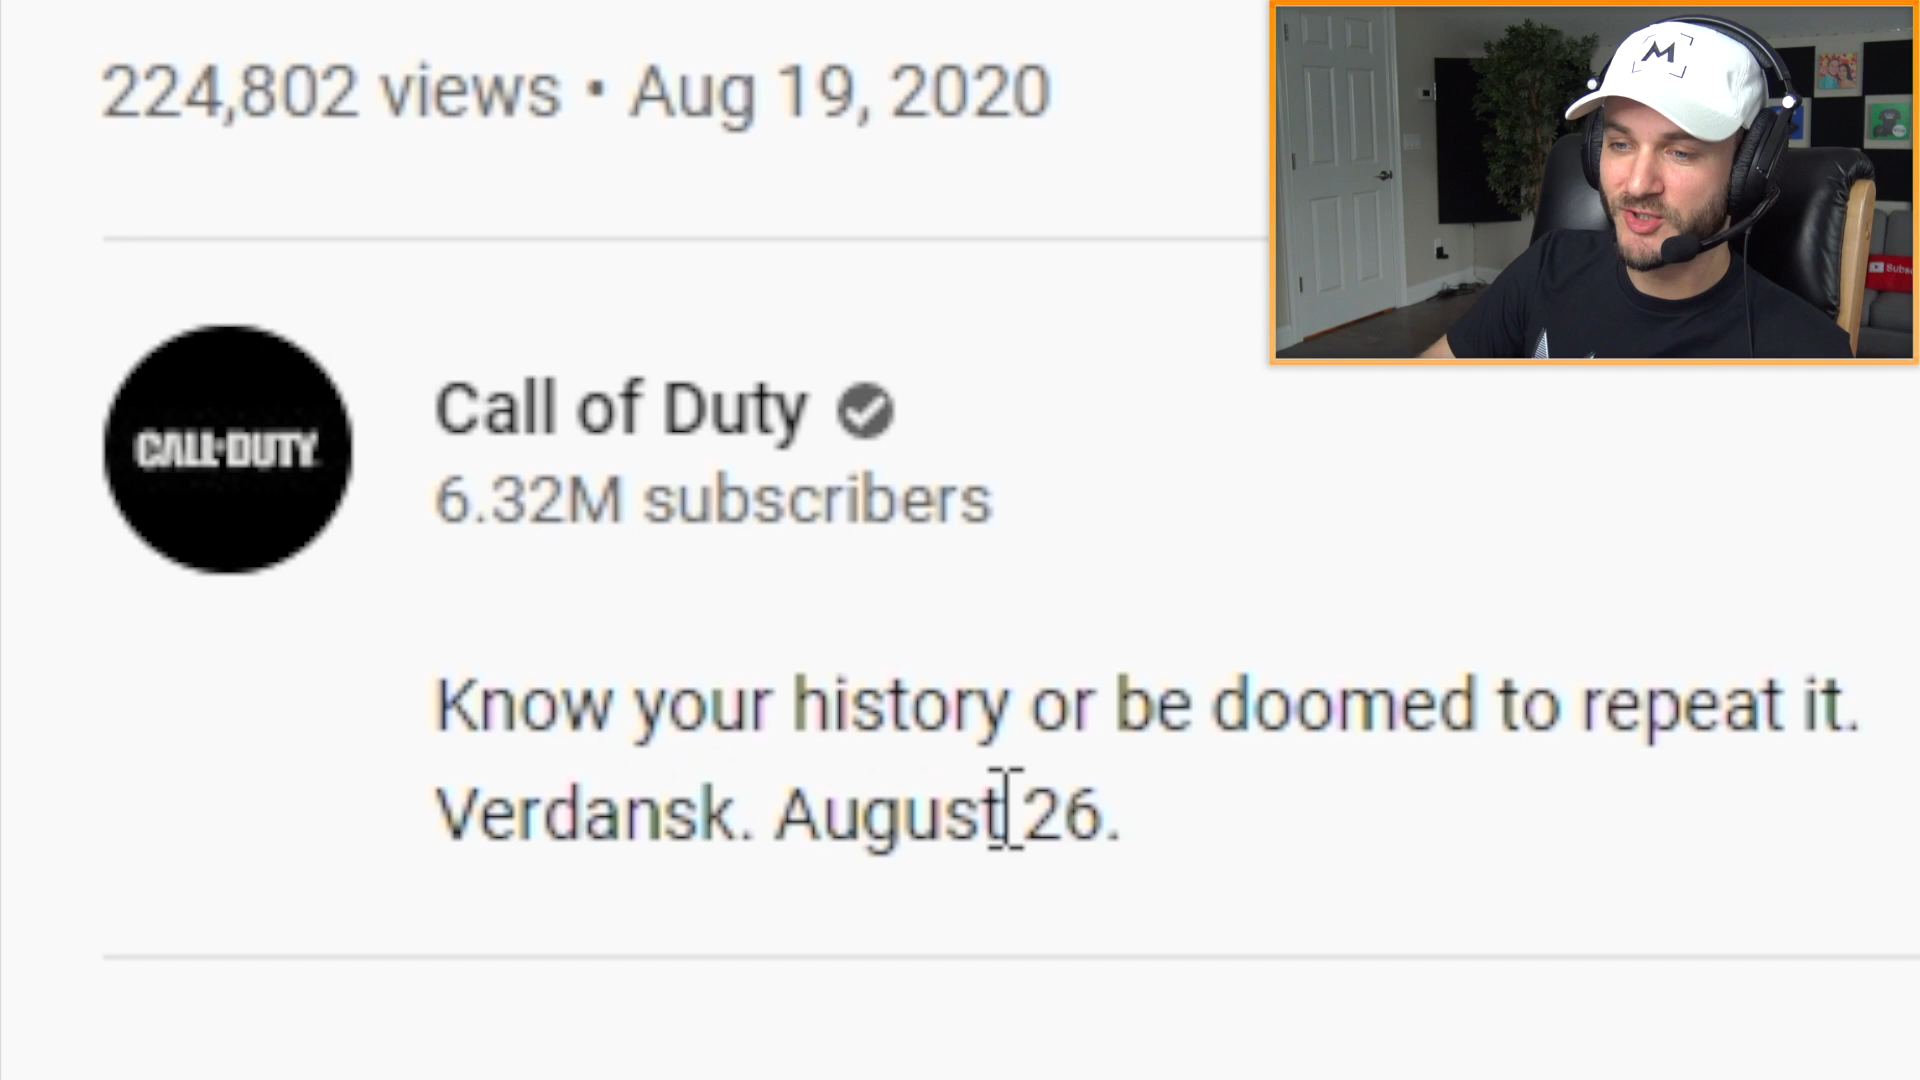 224,802 views • Aug 19, 2020
CALL OF DUTY
Call of Duty
6.32M subscribers
Know your history or be doomed to repeat it.
Verdansk. August 26.
M